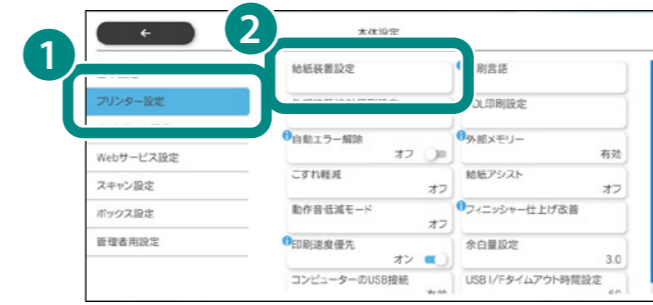 本体設定
1
2
プリンター設定
Webサービス設定
スキャン設定
ボックス設定
管理者用設定
給紙装置設定
刷言語
印刷設定
自動エラー解除
オフ
外部メモリー
有効
こすれ軽減
オフ
給紙アシスト
オフ
動作音低減モード
オフ
フィニッシャー仕上げ改善
印刷速度優先
オン
余白量設定
3.0
コンピューターのUSB接続
USB I/Fタイムアウト時間設定